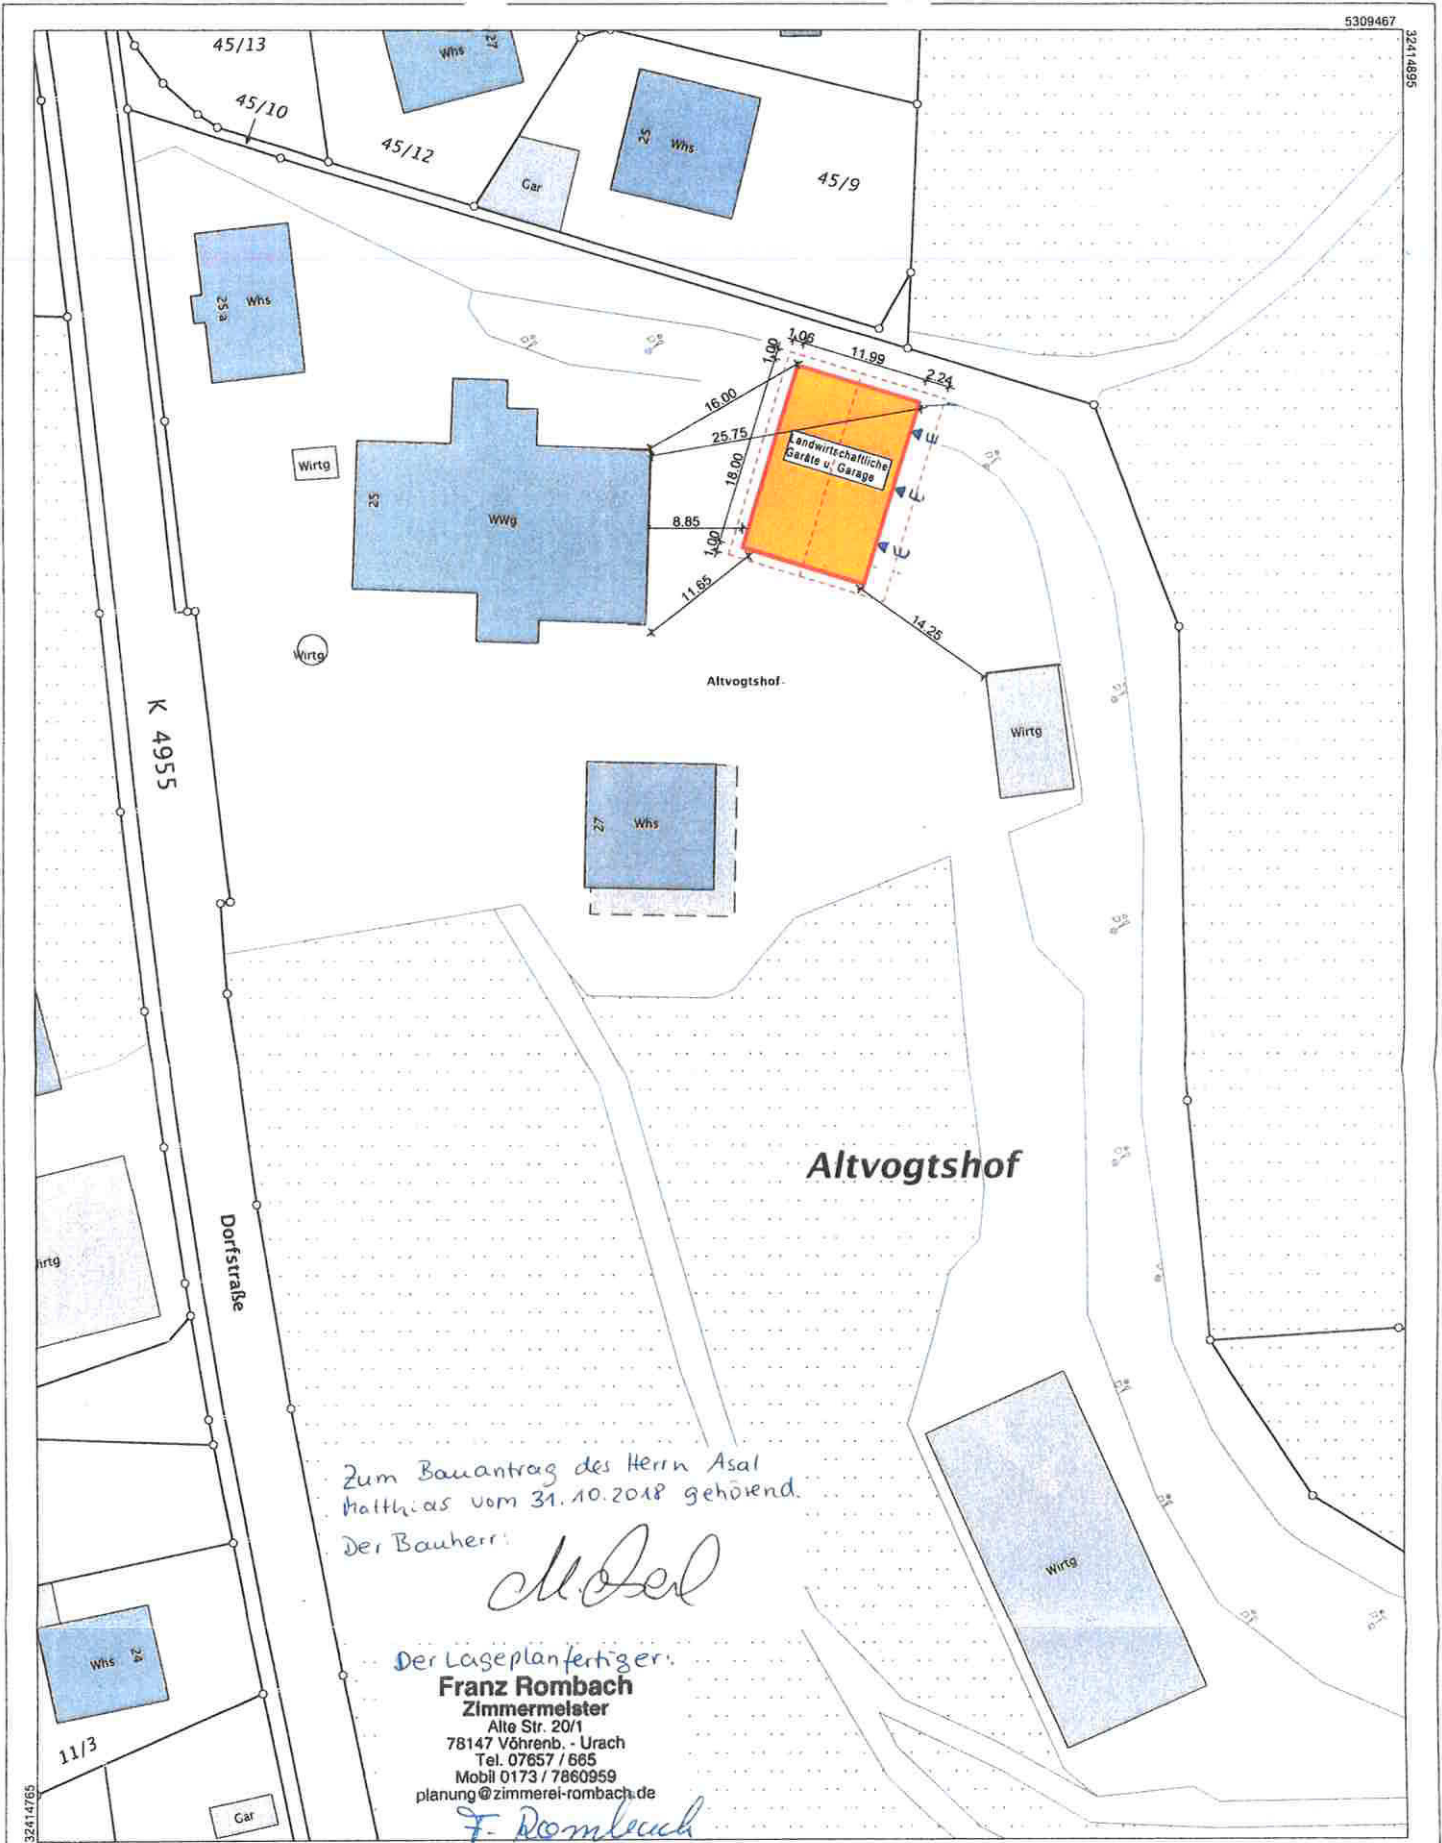 5309467
32414895
45/13
45/10
45/12
Whs
27
25
Whs
Gar
45/9
25a
Whs
Wirtg
25
WWg
Wirtg
1.00
1.06
11.99
2.24
16.00
25.75
18.00
8.85
1.00
11.65
14.25
Landwirtschaftliche
Geräte u. Garage
E
E
E
Altvogtshof
Wirtg
K 4955
27
Whs
Altvogtshof
irtg
Dorfstraße
Zum Bauantrag des Herrn Asal
Matthias vom 31.10.2018 gehörend.
Der Bauherr:
M. Asal
Wirtg
Der Lageplanfertiger:
Franz Rombach
Zimmermeister
Alte Str. 20/1
78147 Vöhrenb. - Urach
Tel. 07657 / 665
Mobil 0173 / 7860959
planung@zimmerei-rombach.de
F. Rombach
Whs
24
11/3
Gar
32414765